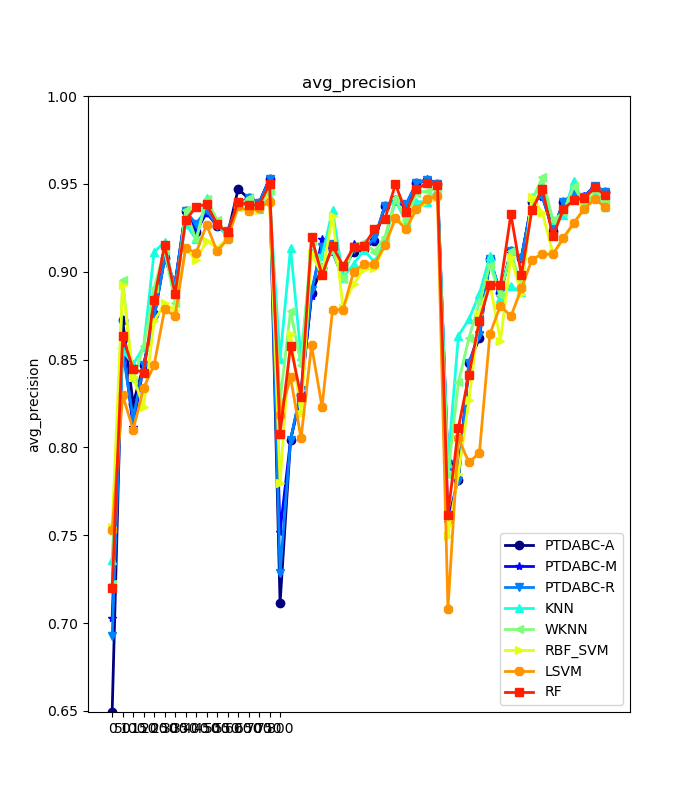 avg_precision
1.00
0.95
0.90
0.85
0.80
0.75
0.70
0.65
avg_precision
PTDABC-A
PTDABC-M
PTDABC-R
KNN
WKNN
RBF_SVM
LSVM
RF